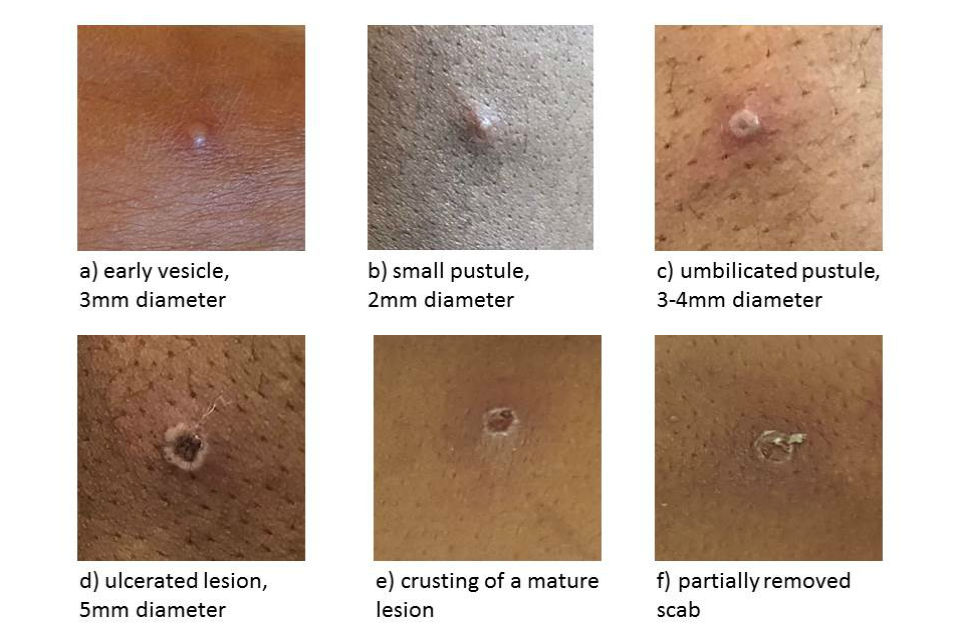 a) early vesicle,
3mm diameter
b) small pustule,
2mm diameter
c) umbilicated pustule,
3-4mm diameter
d) ulcerated lesion,
5mm diameter
e) crusting of a mature
lesion
f) partially removed
scab